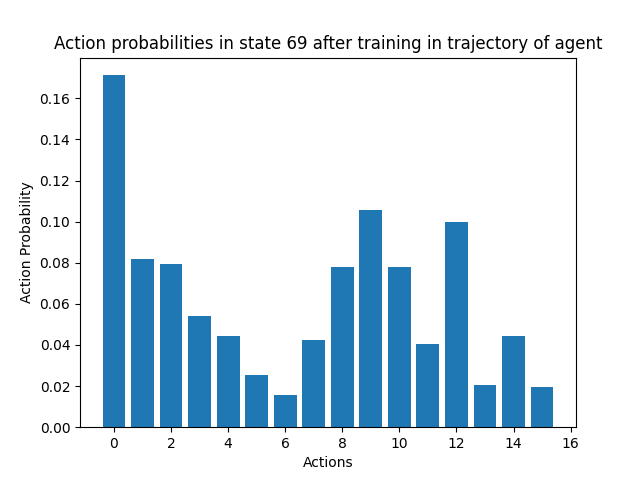 Action probabilities in state 69 after training in trajectory of agent
0.16
0.14
0.12
0.10
0.08
0.06
0.04
0.02
0.00
Action Probability
0 2 4 6 8 10 12 14 16
Actions